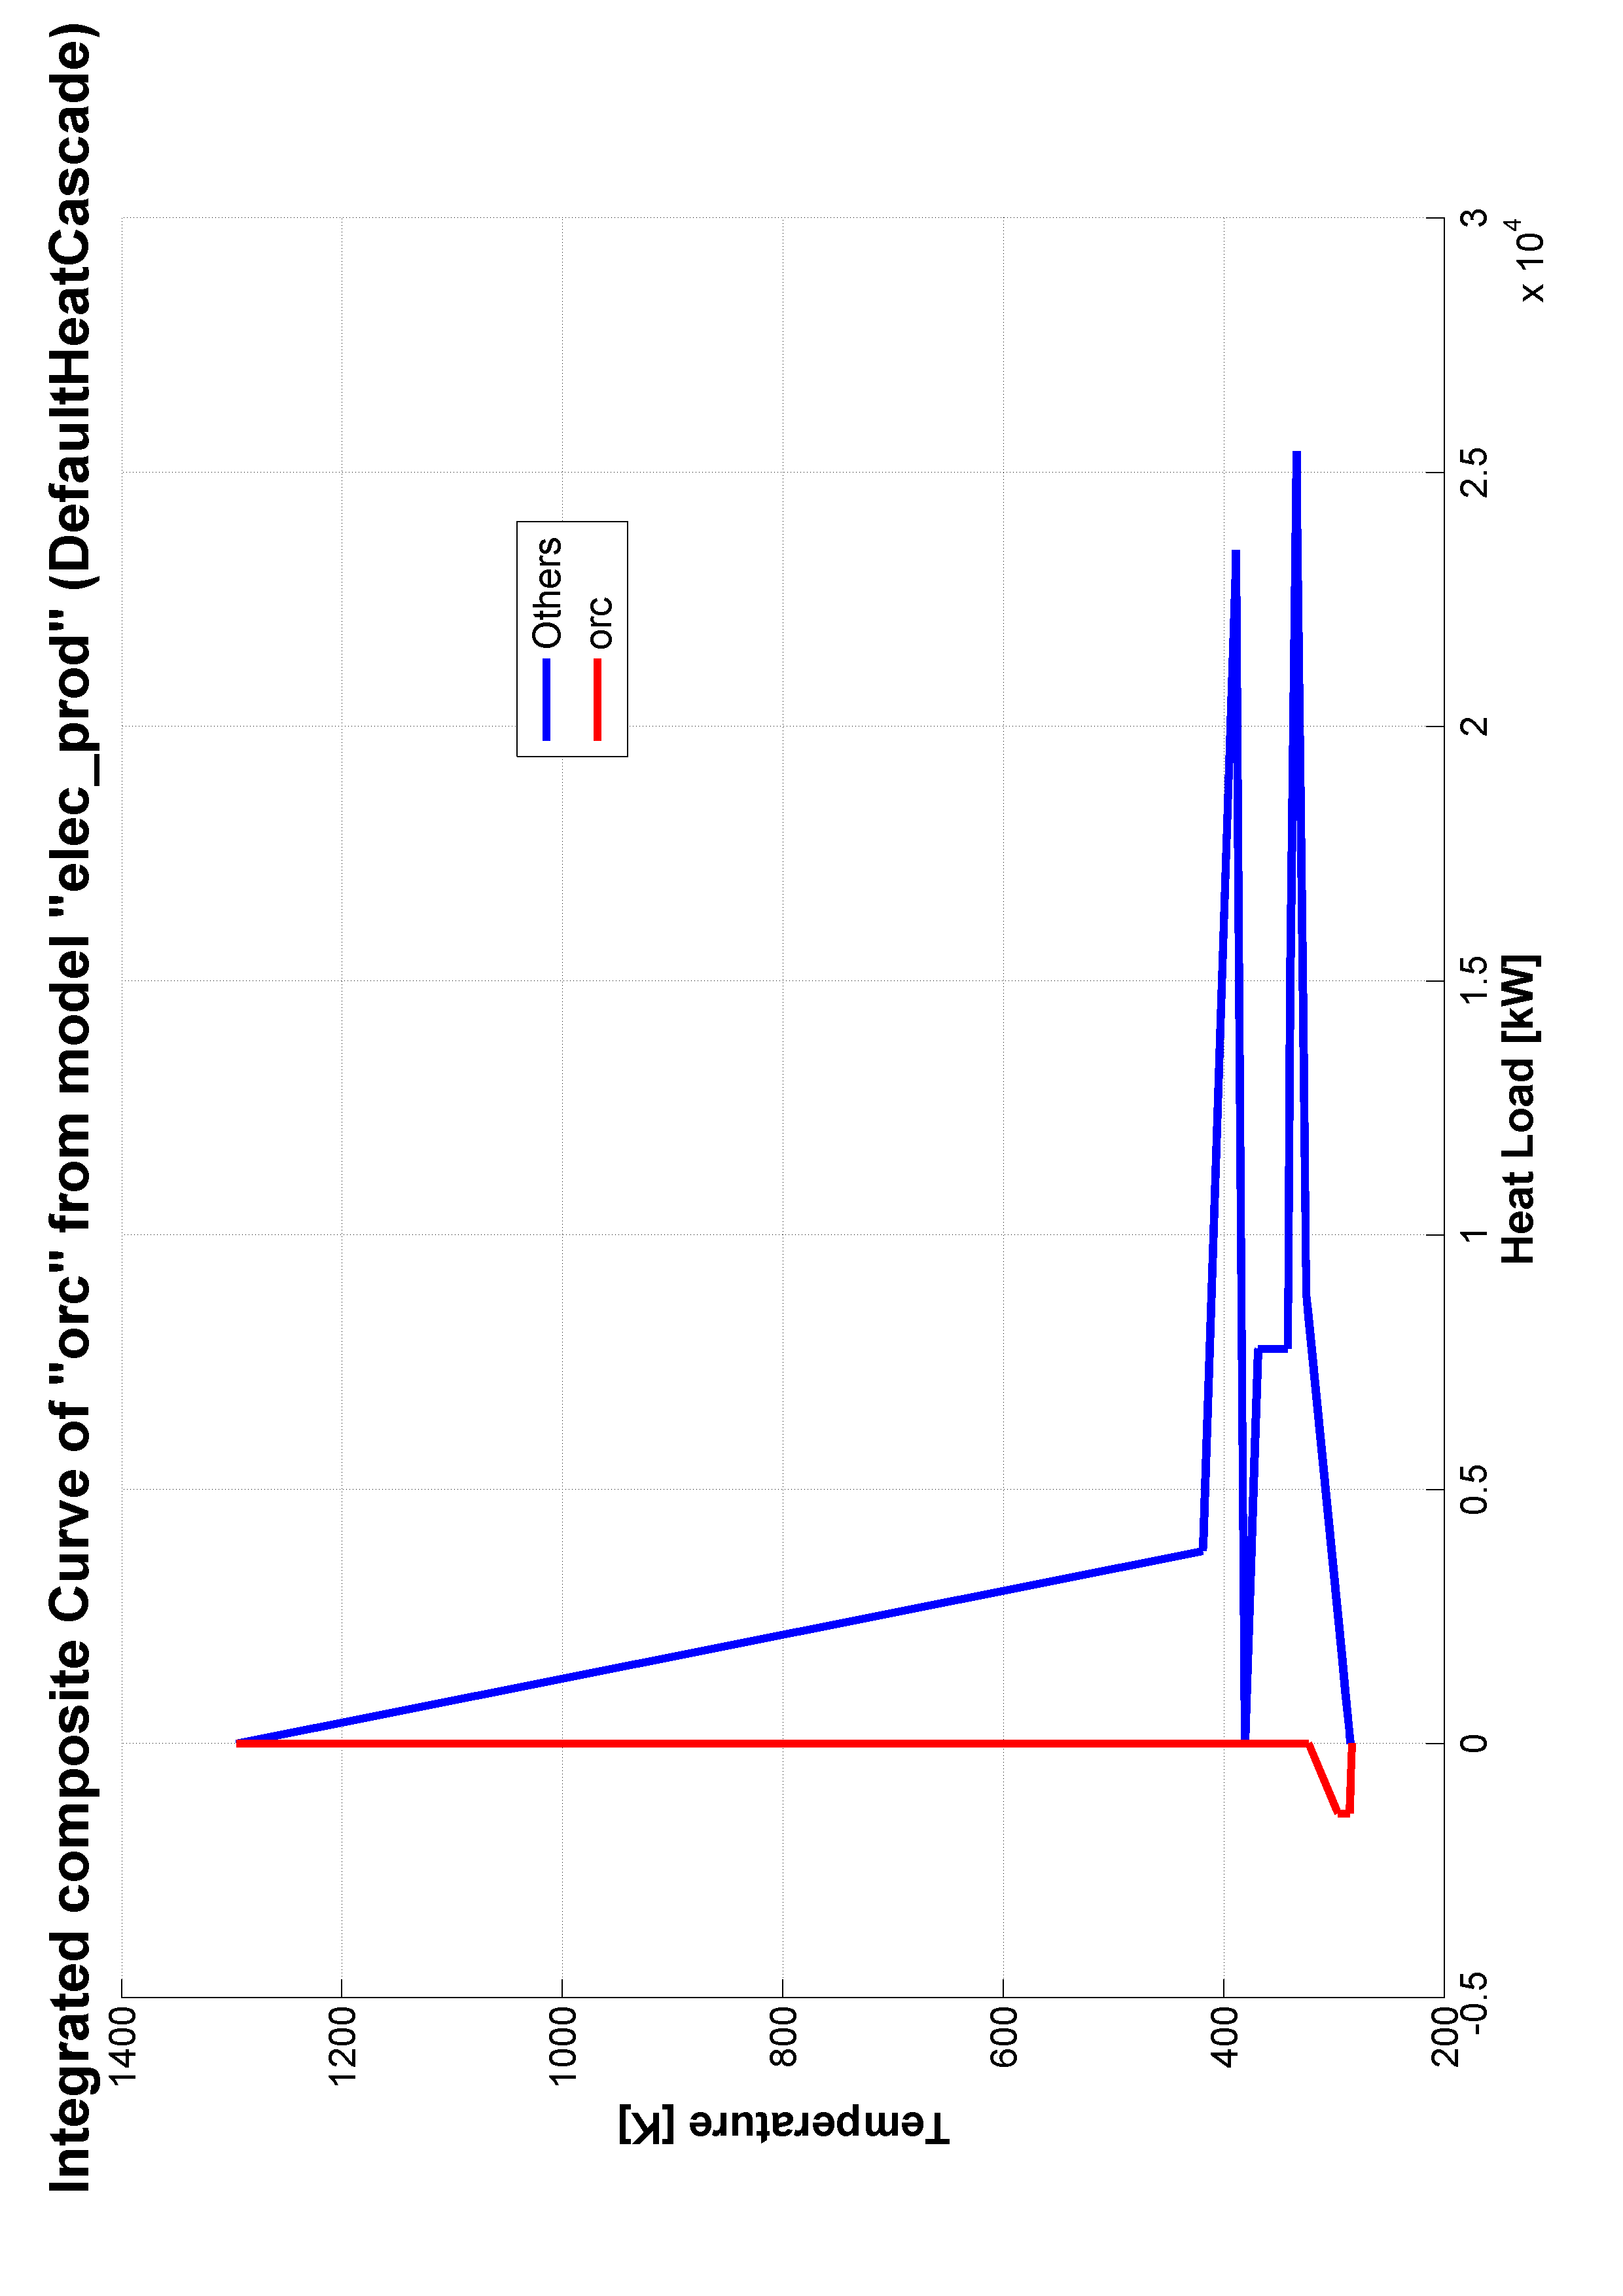 Integrated composite Curve of "orc" from model "elec_prod" (DefaultHeatCascade)
1400
1200
1000
800
600
400
200
Temperature [K]
Others
orc
-0.5
0
0.5
1
1.5
2
2.5
3
x 10^4
Heat Load [kW]